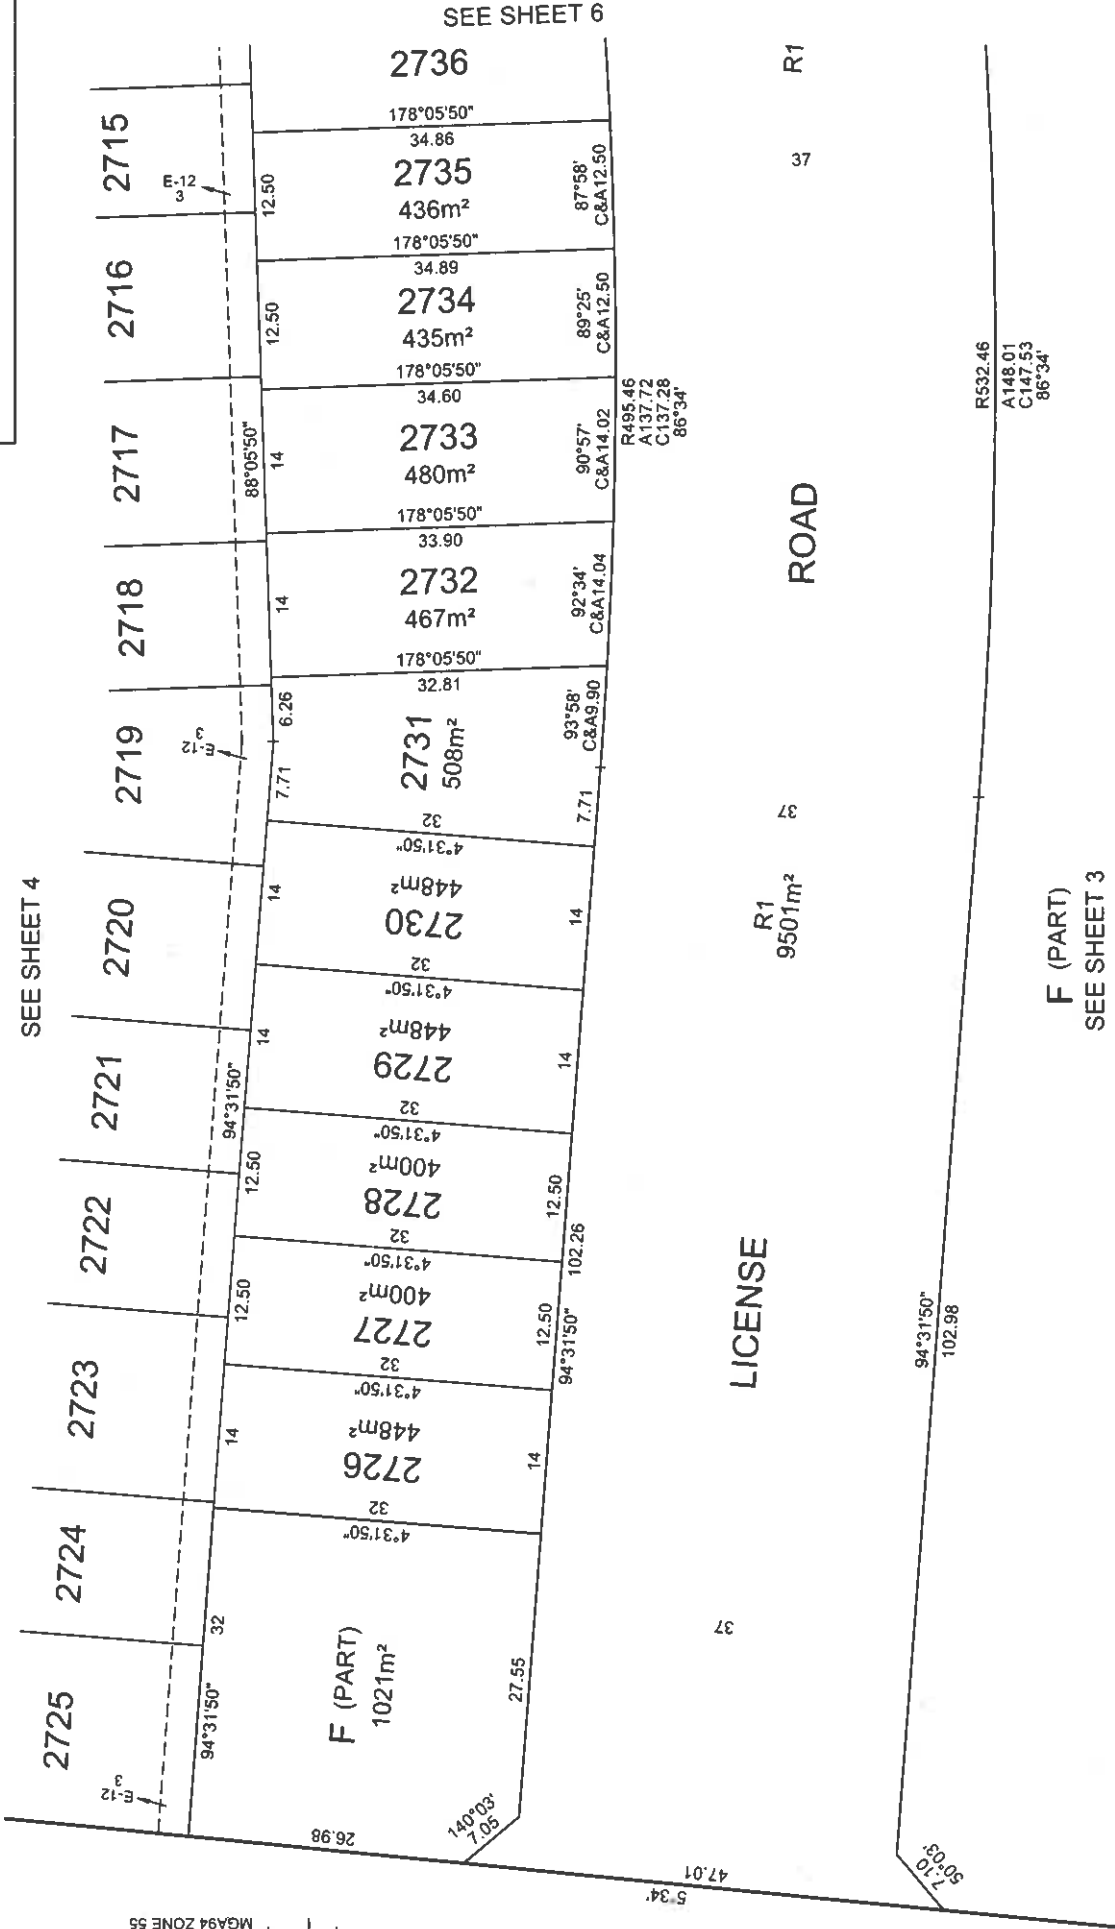 SEE SHEET 6
SEE SHEET 4
2715
2716
2717
2718
2719
2720
2721
2722
2723
2724
2725
E-12
3
E-12
3
E-12
3
88°05'50"
94°31'50"
94°31'50"
2736
178°05'50"
34.86
12.50
2735
436m²
87°58'
C&A12.50
178°05'50"
34.89
12.50
2734
435m²
89°25'
C&A12.50
178°05'50"
34.60
14
2733
480m²
90°57'
C&A14.02
178°05'50"
33.90
14
2732
467m²
92°34'
C&A14.04
178°05'50"
32.81
6.26
7.71
2731
508m²
93°58'
C&A9.90
7.71
32
4°31'50"
14
2730
448m²
14
32
4°31'50"
14
2729
448m²
14
32
4°31'50"
12.50
2728
400m²
12.50
32
4°31'50"
12.50
2727
400m²
12.50
32
4°31'50"
14
2726
448m²
14
32
4°31'50"
32
F (PART)
1021m²
27.55
26.98
140°03'
7.05
102.26
94°31'50"
R495.46
A137.72
C137.28
86°34'
R1
37
ROAD
37
R1
9501m²
LICENSE
37
R532.46
A148.01
C147.53
86°34'
94°31'50"
102.98
F (PART)
SEE SHEET 3
47.01
5°34'
7.10
50°03'
MGA94 ZONE 55